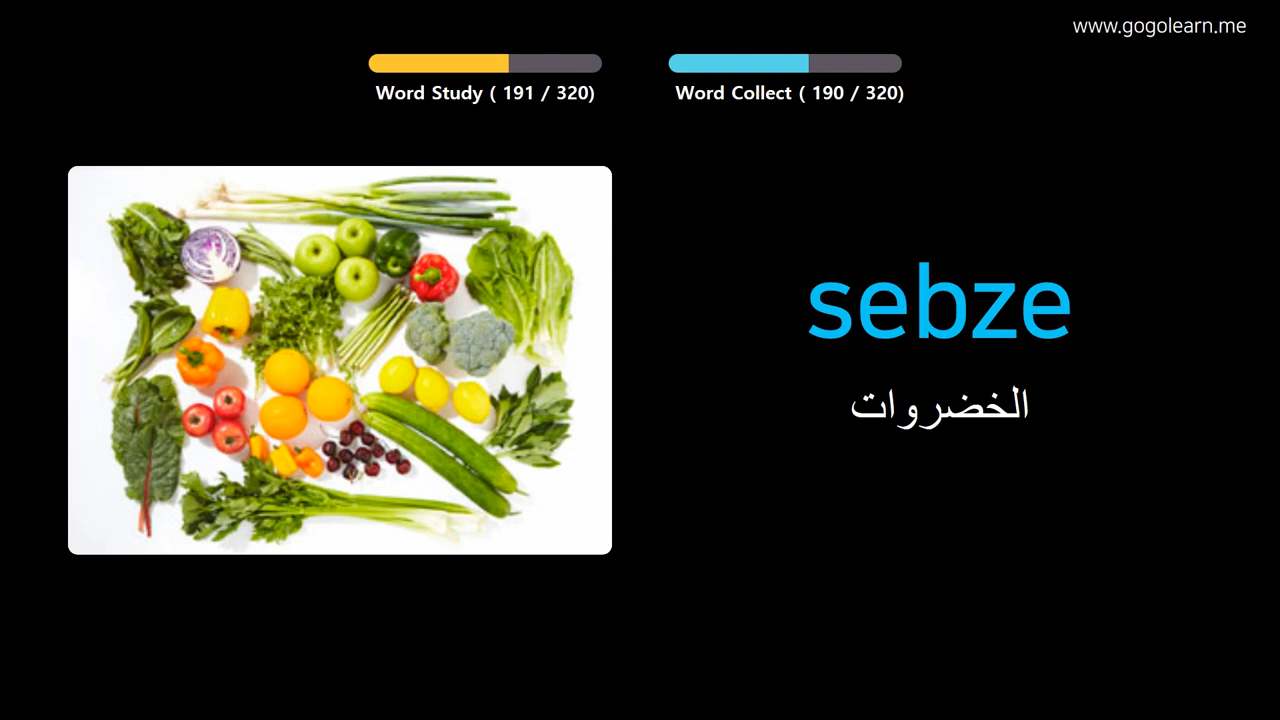 www.gogolearn.me
Word Study ( 191 / 320)
Word Collect ( 190 / 320)
sebze
الخضروات